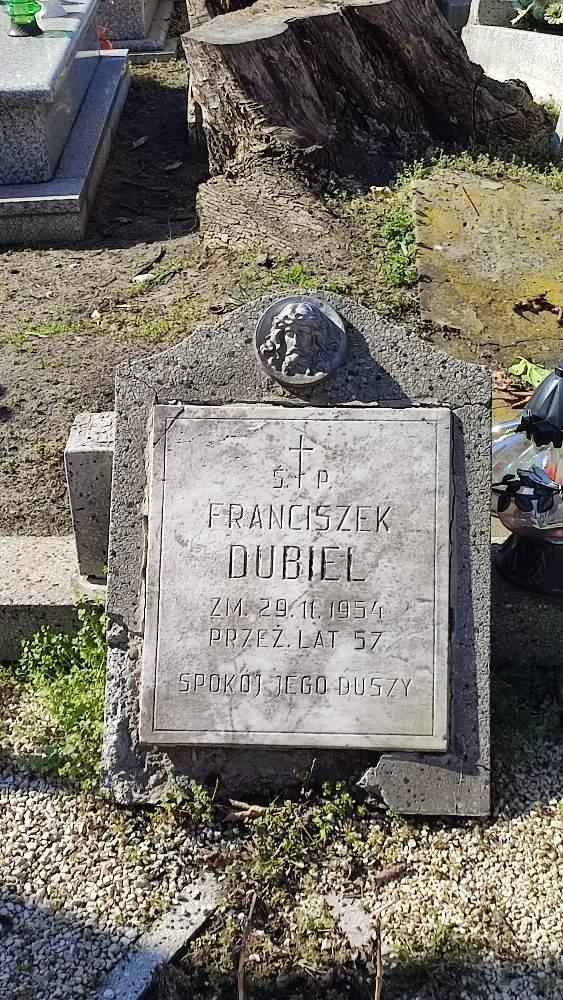 Ś. P.
FRANCISZEK
DUBIEL
ZM. 29.11.1954
PRZEŻ. LAT 57
SPOKÓJ JEGO DUSZY